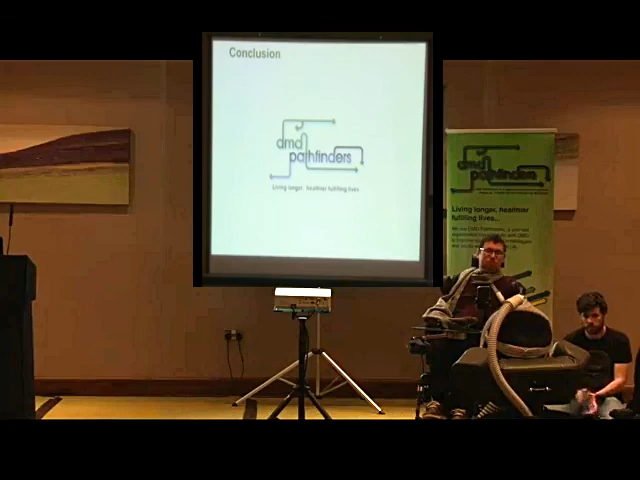 Conclusion
dmd
pathfinders
Living longer, healthier fulfilling lives
dmd
pathfinders
Living longer, healthier
fulfilling lives...